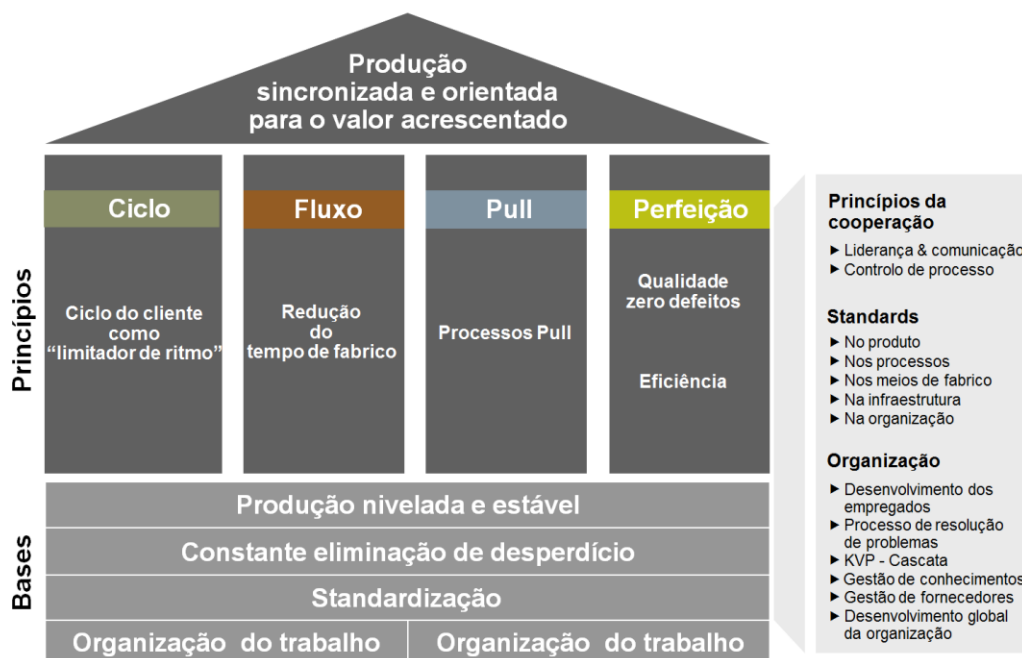 Produção
sincronizada e orientada
para o valor acrescentado
Princípios
Ciclo
Ciclo do cliente
como
“limitador de ritmo”
Fluxo
Redução
do
tempo de fabrico
Pull
Processos Pull
Perfeição
Qualidade
zero defeitos
Eficiência
Bases
Produção nivelada e estável
Constante eliminação de desperdício
Standardização
Organização do trabalho
Organização do trabalho
Princípios da
cooperação
► Liderança & comunicação
► Controlo de processo
Standards
► No produto
► Nos processos
► Nos meios de fabrico
► Na infraestrutura
► Na organização
Organização
► Desenvolvimento dos
empregados
► Processo de resolução
de problemas
► KVP - Cascata
► Gestão de conhecimentos
► Gestão de fornecedores
► Desenvolvimento global
da organização